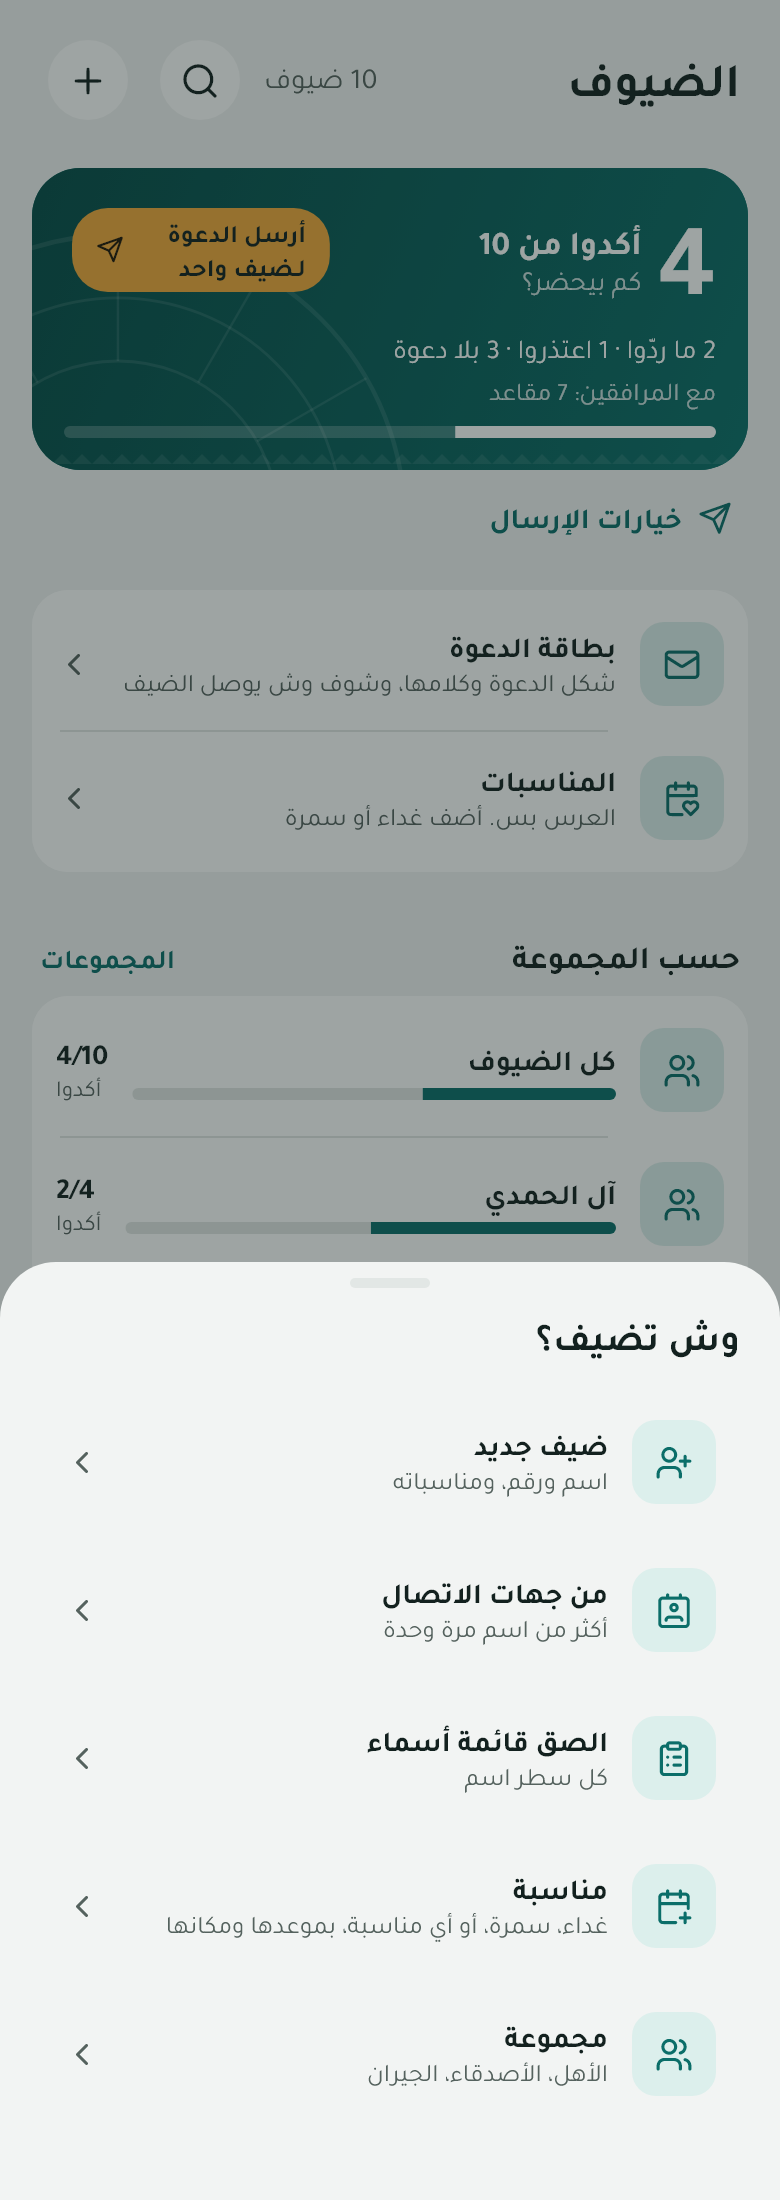 الضيوف
10 ضيوف
4
أكدوا من 10
كم بيحضر؟
أرسل الدعوة
لضيف واحد
2 ما ردّوا · 1 اعتذروا · 3 بلا دعوة
مع المرافقين: 7 مقاعد
خيارات الإرسال
بطاقة الدعوة
شكل الدعوة وكلامها، وشوف وش يوصل الضيف
المناسبات
العرس بس. أضف غداء أو سمرة
حسب المجموعة
المجموعات
كل الضيوف
4/10
أكدوا
آل الحمدي
2/4
أكدوا
وش تضيف؟
ضيف جديد
اسم ورقم، ومناسباته
من جهات الاتصال
أكثر من اسم مرة وحدة
الصق قائمة أسماء
كل سطر اسم
مناسبة
غداء، سمرة، أو أي مناسبة، بموعدها ومكانها
مجموعة
الأهل، الأصدقاء، الجيران